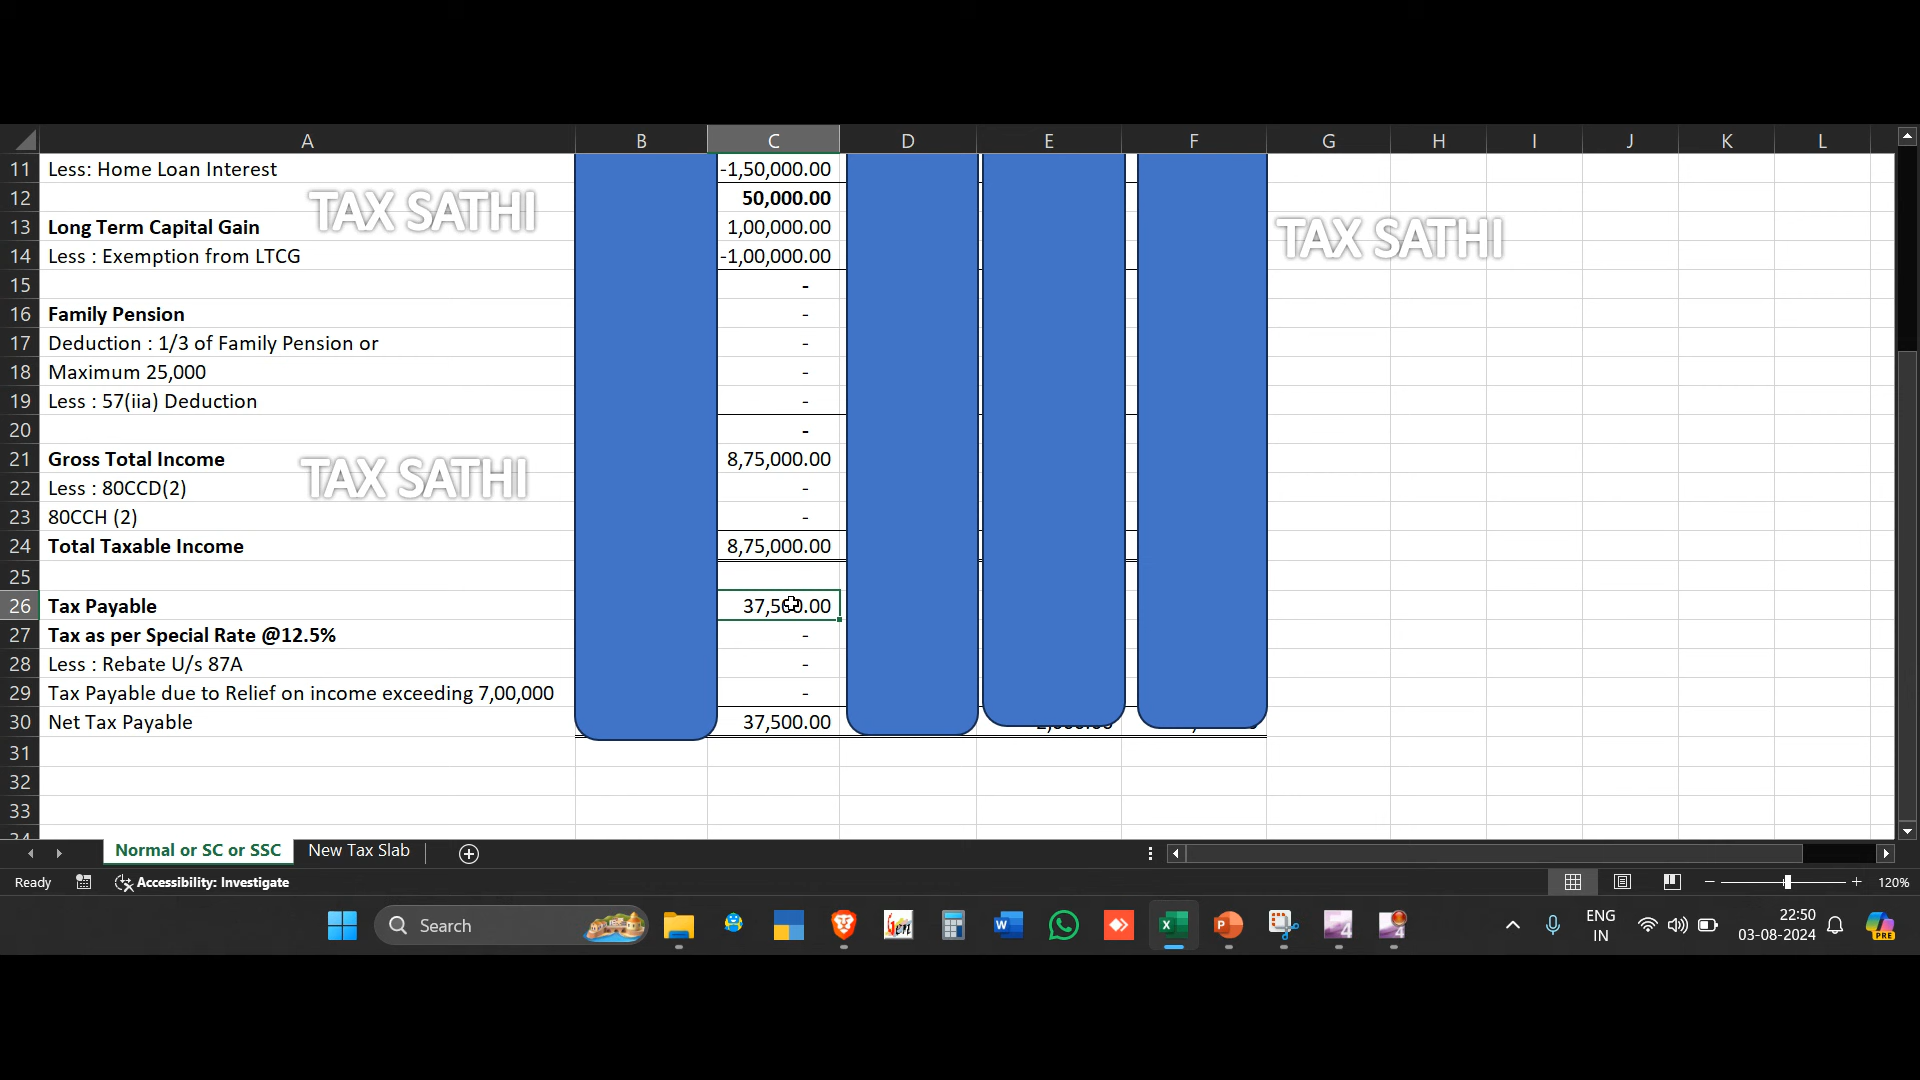 A B C D E F G H I J K L
11 Less: Home Loan Interest -1,50,000.00
12 50,000.00
TAX SATHI
TAX SATHI
13 Long Term Capital Gain 1,00,000.00
14 Less : Exemption from LTCG -1,00,000.00
15 -
16 Family Pension -
17 Deduction : 1/3 of Family Pension or -
18 Maximum 25,000 -
19 Less : 57(iia) Deduction -
20 -
21 Gross Total Income 8,75,000.00
TAX SATHI
22 Less : 80CCD(2) -
23 80CCH (2) -
24 Total Taxable Income 8,75,000.00
25
26 Tax Payable 37,500.00
27 Tax as per Special Rate @12.5% -
28 Less : Rebate U/s 87A -
29 Tax Payable due to Relief on income exceeding 7,00,000 -
30 Net Tax Payable 37,500.00
31
32
33
Normal or SC or SSC New Tax Slab
Ready Accessibility: Investigate 120%
Search ENG 22:50
IN 03-08-2024
PRE